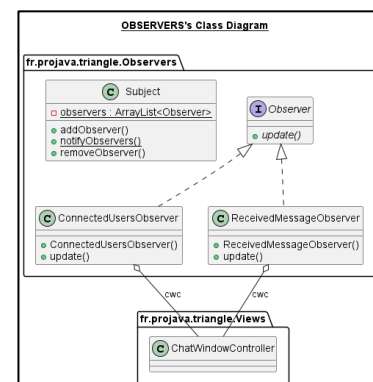 OBSERVERS's Class Diagram
fr.projava.triangle.Observers
C Subject
observers : ArrayList<Observer>
addObserver()
notifyObservers()
removeObserver()
I Observer
update()
C ConnectedUsersObserver
ConnectedUsersObserver()
update()
C ReceivedMessageObserver
ReceivedMessageObserver()
update()
cwc
cwc
fr.projava.triangle.Views
C ChatWindowController